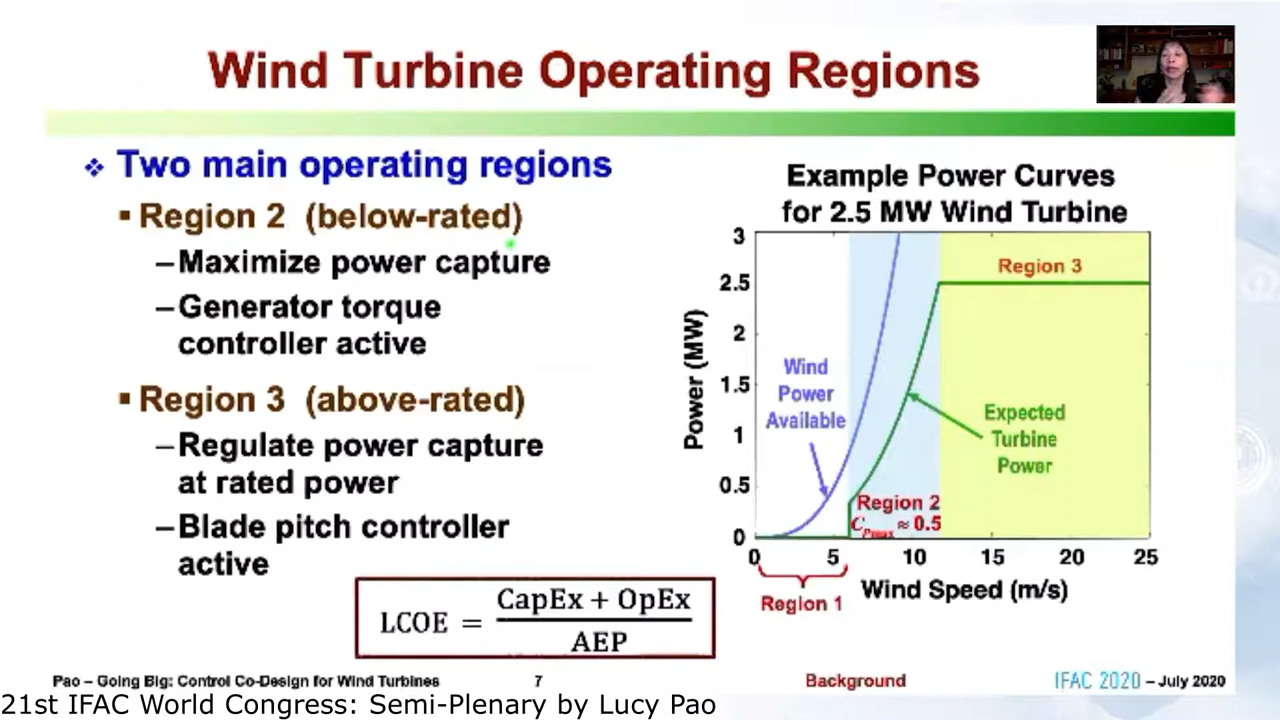 Wind Turbine Operating Regions
❖ Two main operating regions
▪ Region 2 (below-rated)
–Maximize power capture
–Generator torque
controller active
▪ Region 3 (above-rated)
–Regulate power capture
at rated power
–Blade pitch controller
active
LCOE = CapEx + OpEx
AEP
Example Power Curves
for 2.5 MW Wind Turbine
Power (MW)
3
2.5
2
1.5
1
0.5
0
Region 3
Wind
Power
Available
Expected
Turbine
Power
Region 2
C_Pmax ≈ 0.5
0 5 10 15 20 25
Region 1
Wind Speed (m/s)
Pao – Going Big: Control Co-Design for Wind Turbines 7 Background IFAC 2020 – July 2020
21st IFAC World Congress: Semi-Plenary by Lucy Pao